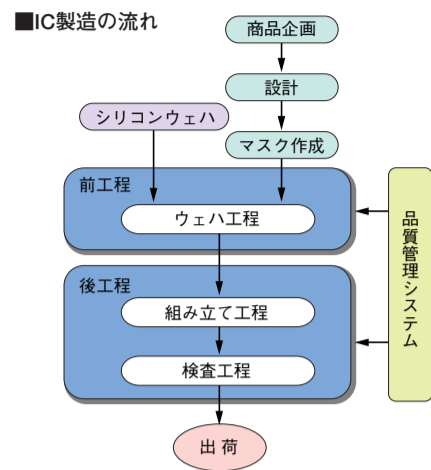 ■IC製造の流れ
商品企画
設計
シリコンウェハ
マスク作成
前工程
ウェハ工程
後工程
組み立て工程
検査工程
品質管理システム
出荷